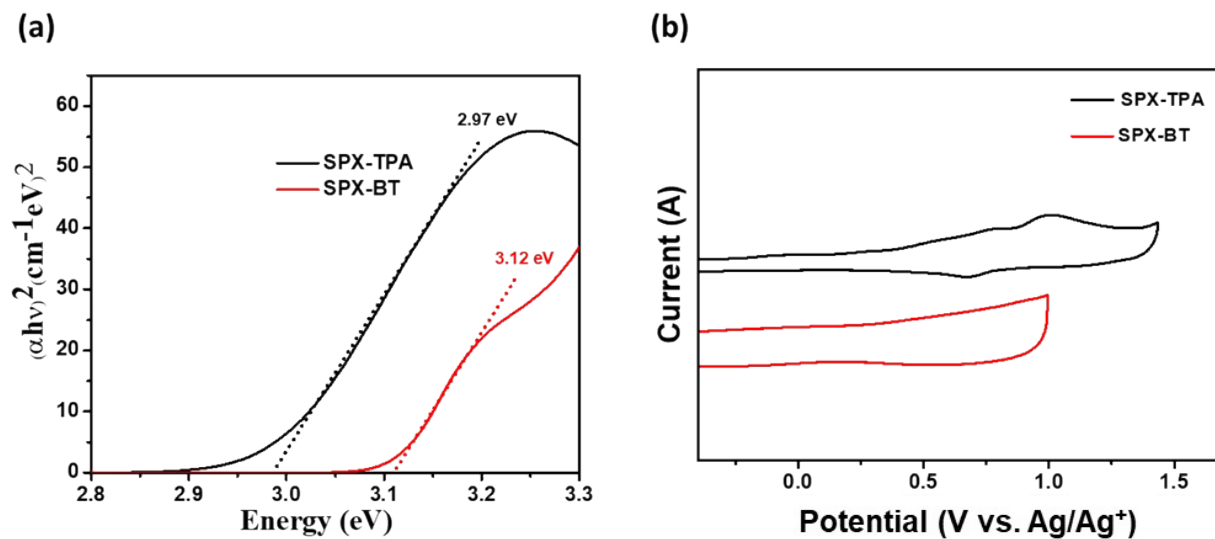 (a)
(b)
60
50
40
30
20
10
0
(αhν)²(cm⁻¹eV)²
2.97 eV
SPX-TPA
SPX-BT
3.12 eV
2.8
2.9
3.0
3.1
3.2
3.3
Energy (eV)
SPX-TPA
SPX-BT
Current (A)
0.0
0.5
1.0
1.5
Potential (V vs. Ag/Ag⁺)